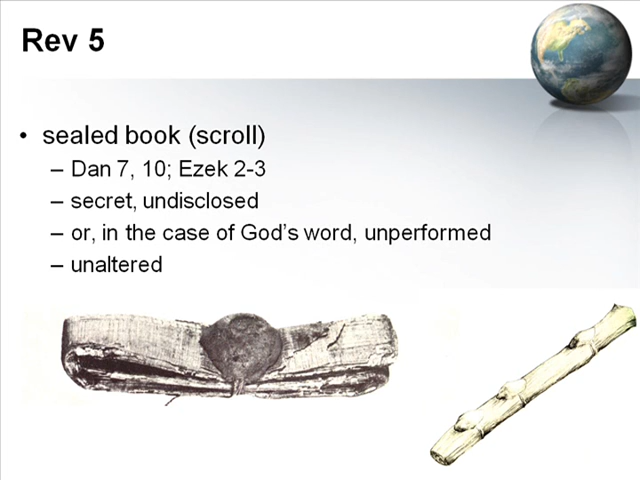 Rev 5
• sealed book (scroll)
– Dan 7, 10; Ezek 2-3
– secret, undisclosed
– or, in the case of God’s word, unperformed
– unaltered